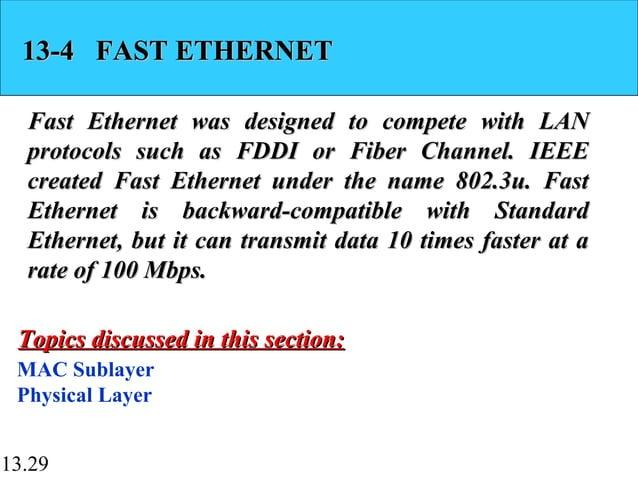 13-4 FAST ETHERNET
Fast Ethernet was designed to compete with LAN
protocols such as FDDI or Fiber Channel. IEEE
created Fast Ethernet under the name 802.3u. Fast
Ethernet is backward-compatible with Standard
Ethernet, but it can transmit data 10 times faster at a
rate of 100 Mbps.
Topics discussed in this section:
MAC Sublayer
Physical Layer
13.29